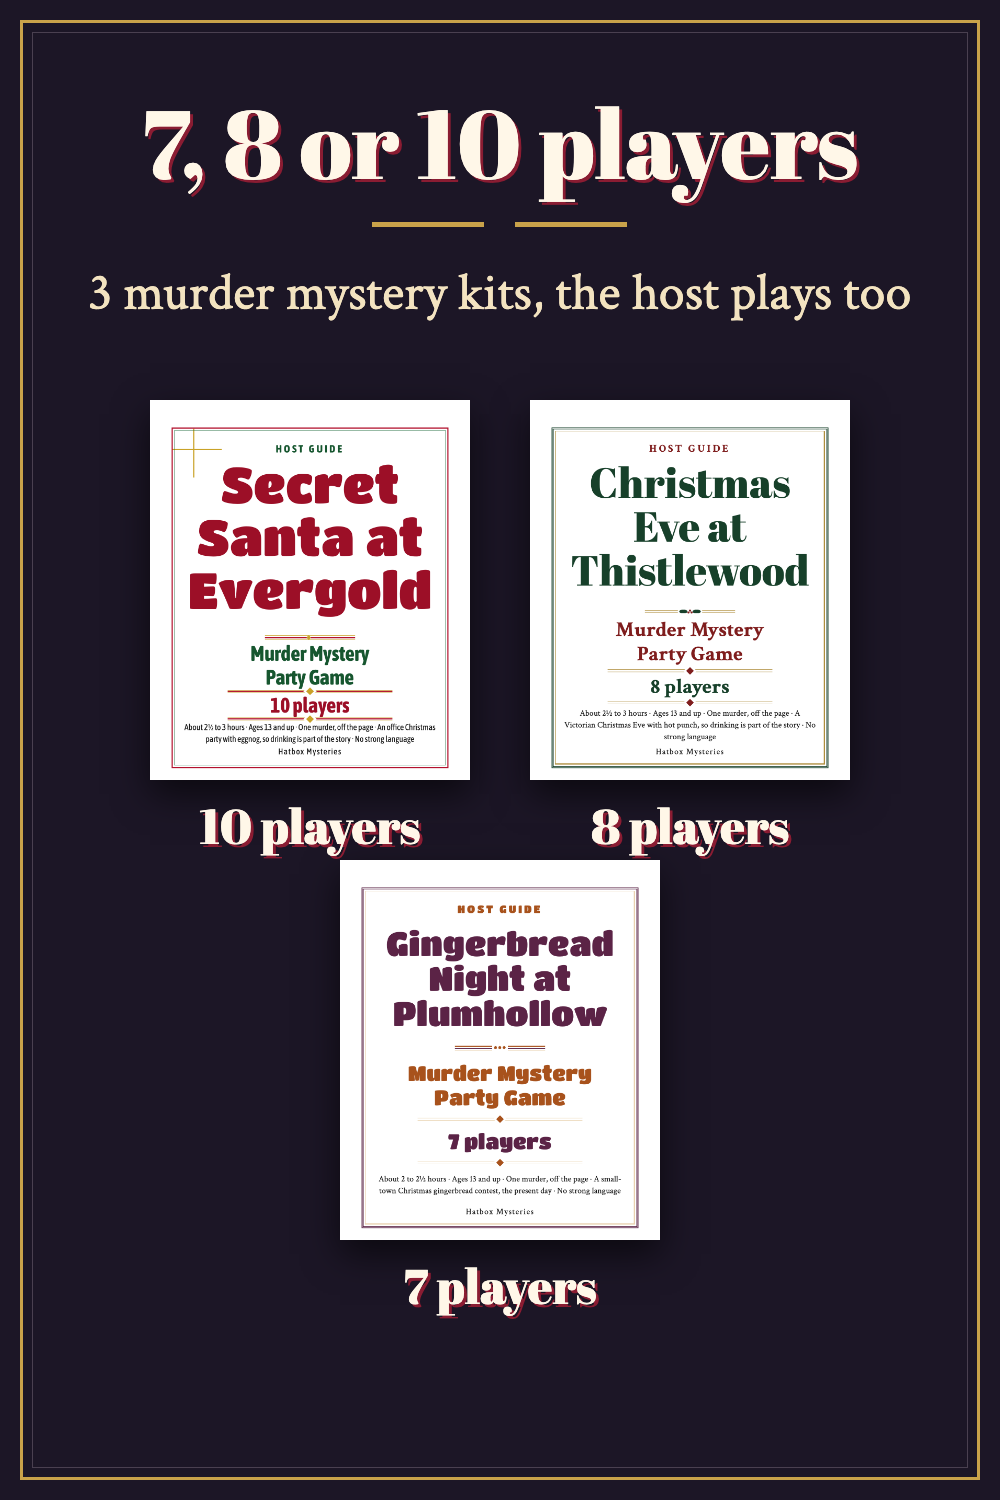 7, 8 or 10 players
3 murder mystery kits, the host plays too
HOST GUIDE
Secret
Santa at
Evergold
Murder Mystery
Party Game
10 players
About 2½ to 3 hours · Ages 13 and up · One murder, off the page · An office Christmas
party with eggnog, so drinking is part of the story · No strong language
Hatbox Mysteries
10 players
HOST GUIDE
Christmas
Eve at
Thistlewood
Murder Mystery
Party Game
8 players
About 2½ to 3 hours · Ages 13 and up · One murder, off the page · A
Victorian Christmas Eve with hot punch, so drinking is part of the story · No
strong language
Hatbox Mysteries
8 players
HOST GUIDE
Gingerbread
Night at
Plumhollow
Murder Mystery
Party Game
7 players
About 2 to 2½ hours · Ages 13 and up · One murder, off the page · A small-
town Christmas gingerbread contest, the present day · No strong language
Hatbox Mysteries
7 players